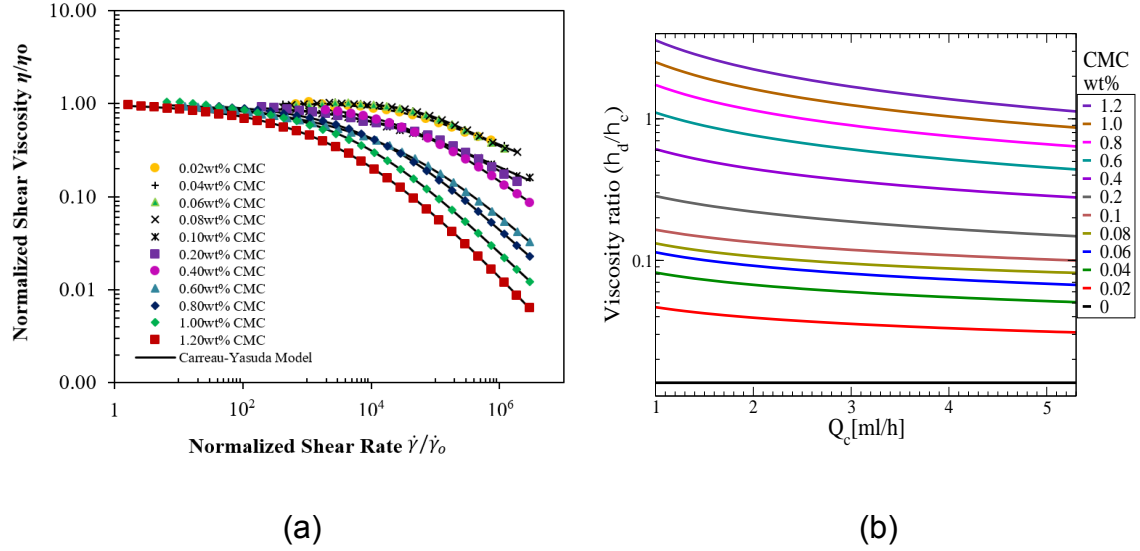 10.00
1.00
0.10
0.01
0.00
Normalized Shear Viscosity η/ηo
0.02wt% CMC
0.04wt% CMC
0.06wt% CMC
0.08wt% CMC
0.10wt% CMC
0.20wt% CMC
0.40wt% CMC
0.60wt% CMC
0.80wt% CMC
1.00wt% CMC
1.20wt% CMC
Carreau-Yasuda Model
1 10² 10⁴ 10⁶
Normalized Shear Rate γ̇/γ̇ₒ
(a)
Viscosity ratio (h_d/h_c)
1
0.1
1 2 3 4 5
Q_c[ml/h]
CMC
wt%
1.2
1.0
0.8
0.6
0.4
0.2
0.1
0.08
0.06
0.04
0.02
0
(b)